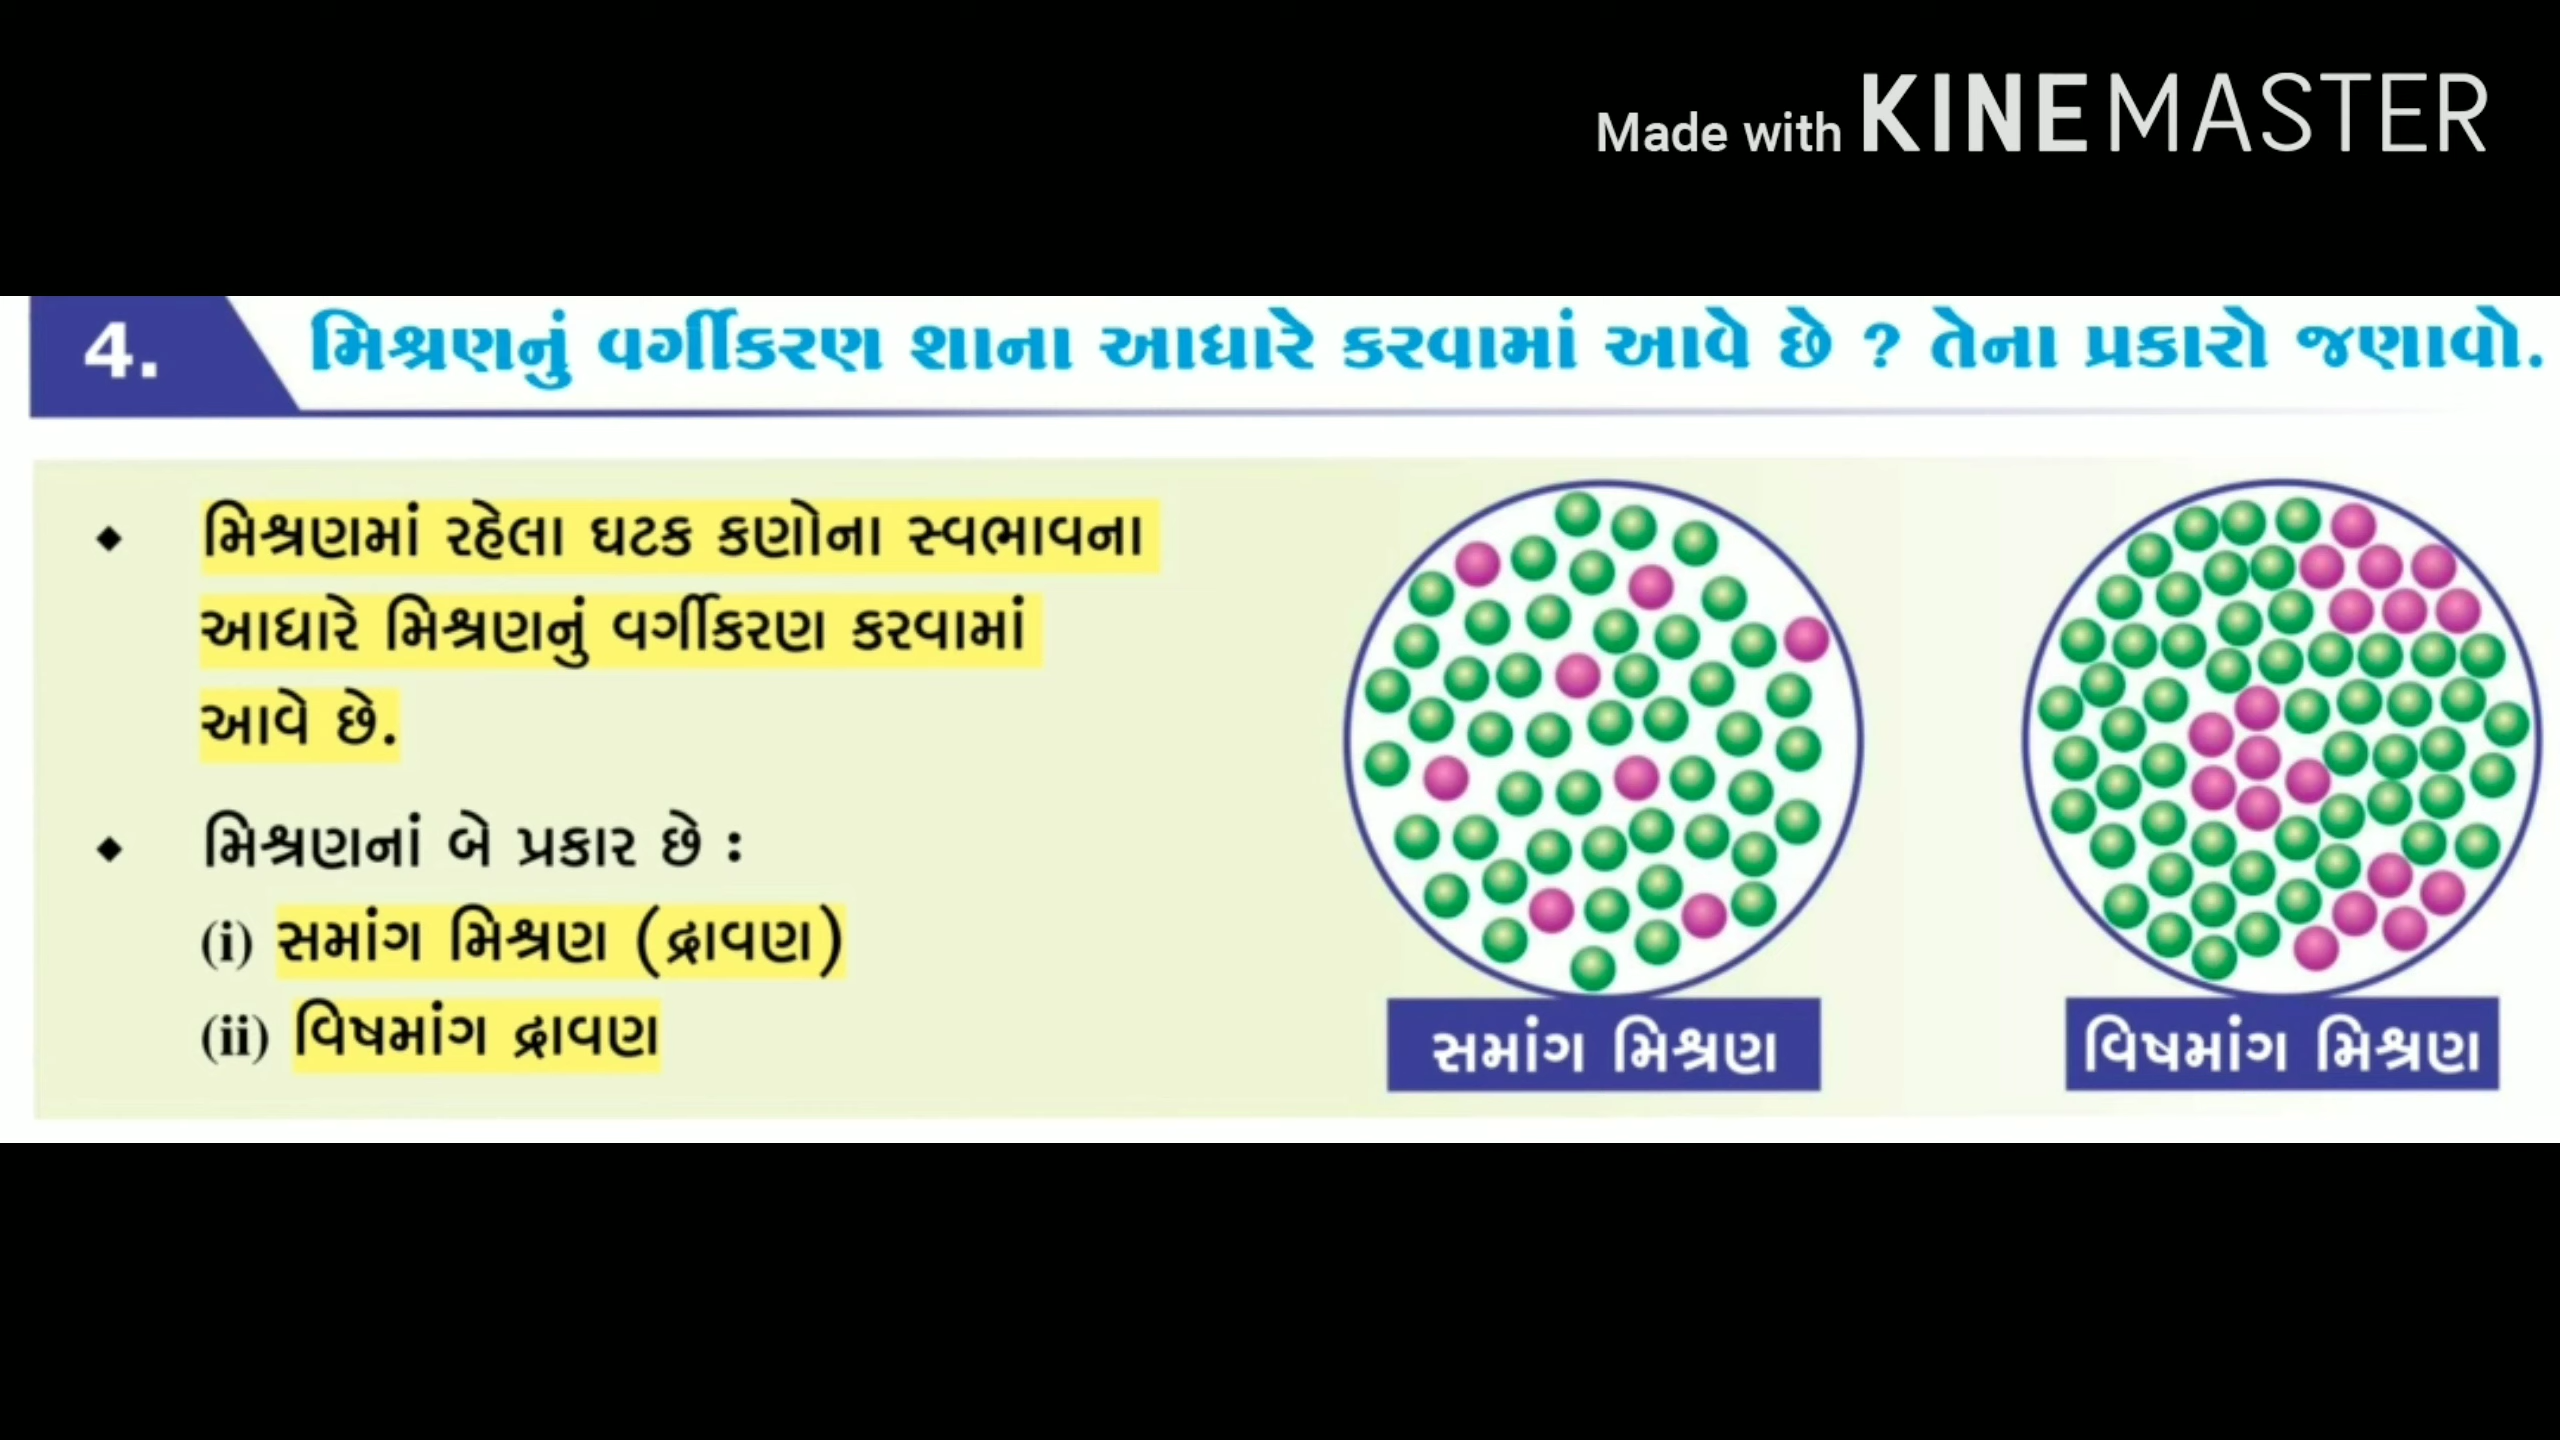 Made with KINEMASTER
4. મિશ્રણનું વર્ગીકરણ શાના આધારે કરવામાં આવે છે ? તેના પ્રકારો જણાવો.
◆ મિશ્રણમાં રહેલા ઘટક કણોના સ્વભાવના
આધારે મિશ્રણનું વર્ગીકરણ કરવામાં
આવે છે.
◆ મિશ્રણનાં બે પ્રકાર છે :
(i) સમાંગ મિશ્રણ (દ્રાવણ)
(ii) વિષમાંગ દ્રાવણ
સમાંગ મિશ્રણ
વિષમાંગ મિશ્રણ